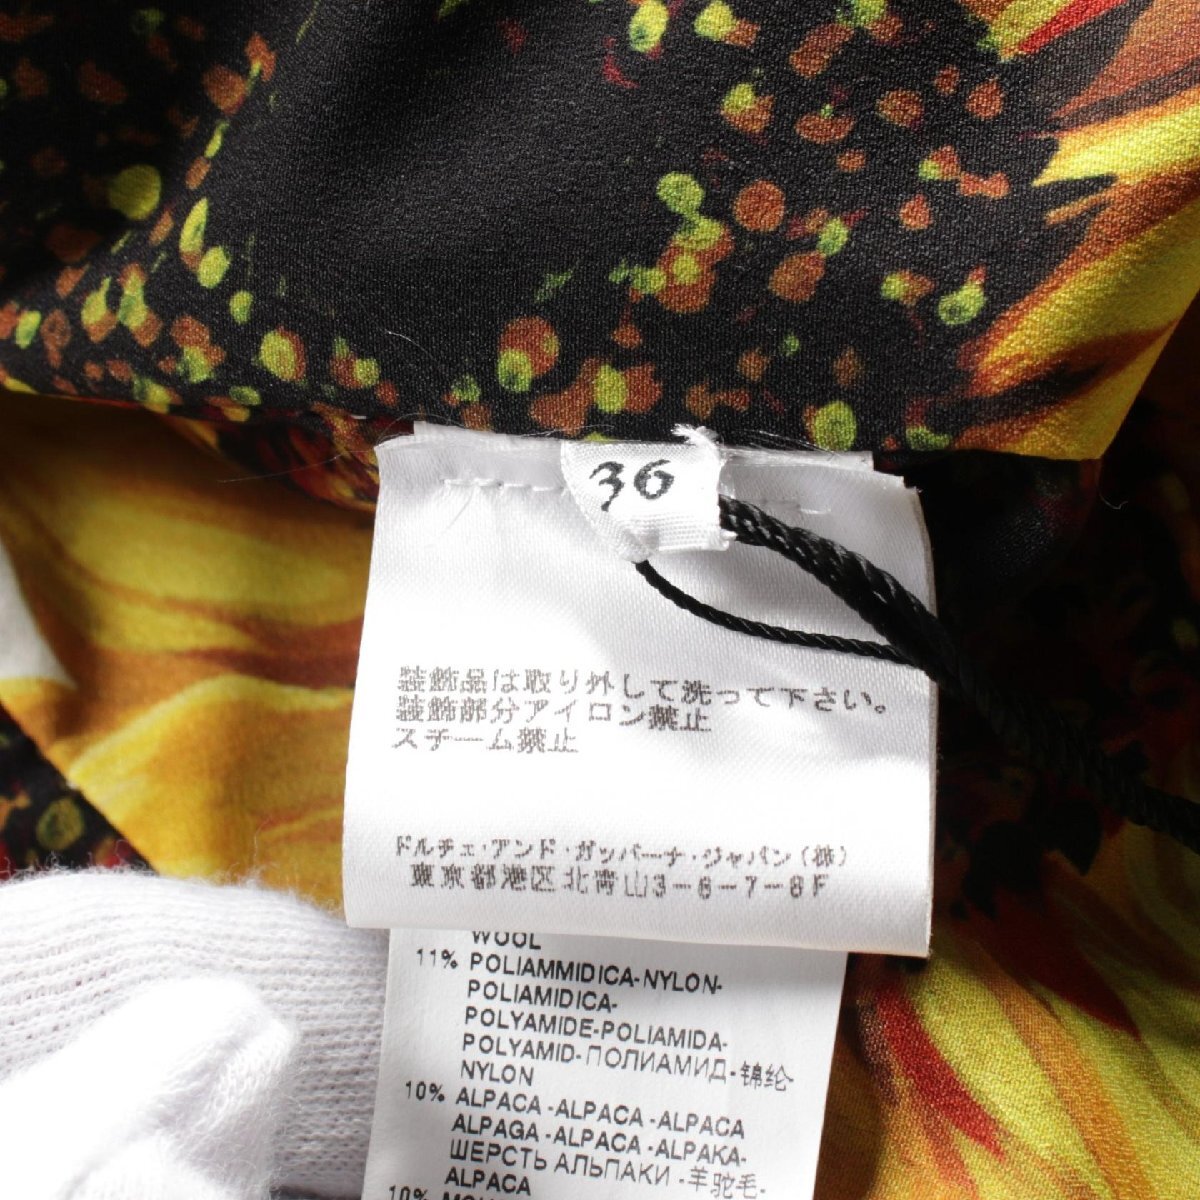 36
装飾品は取り外して洗って下さい。
装飾部分アイロン禁止
スチーム禁止
ドルチェ・アンド・ガッバーナ・ジャパン(株)
東京都港区北青山3-6-7-8F
WOOL
11% POLIAMMIDICA-NYLON-
POLIAMIDICA-
POLYAMIDE-POLIAMIDA-
POLYAMID-ПОЛИАМИД-锦纶-
NYLON
10% ALPACA -ALPACA -ALPACA
ALPAGA -ALPACA -ALPAKA-
ШЕРСТЬ АЛЬПАКИ -羊驼毛-
ALPACA
10%